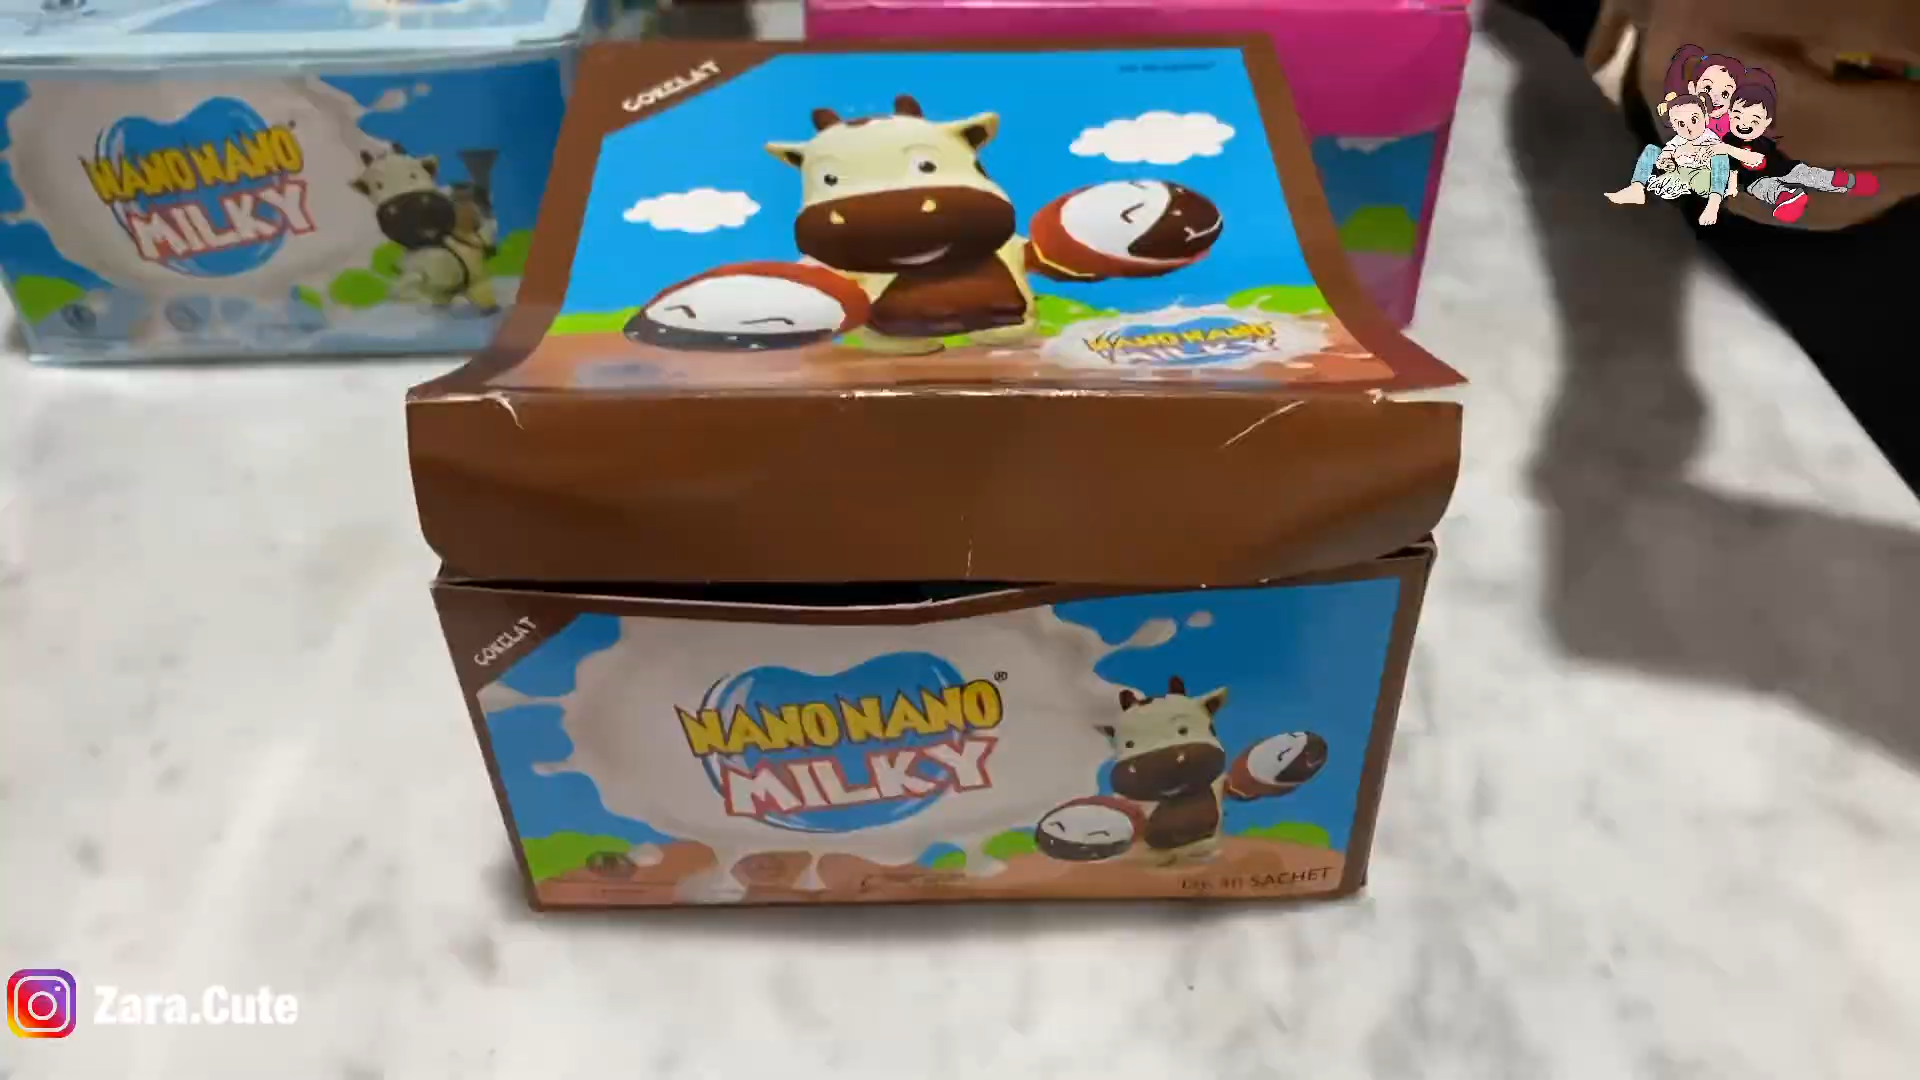 NANO NANO
MILKY
COKELAT
NANO NANO
MILKY
COKELAT
NANO NANO®
MILKY
SACHET
Zara.Cute